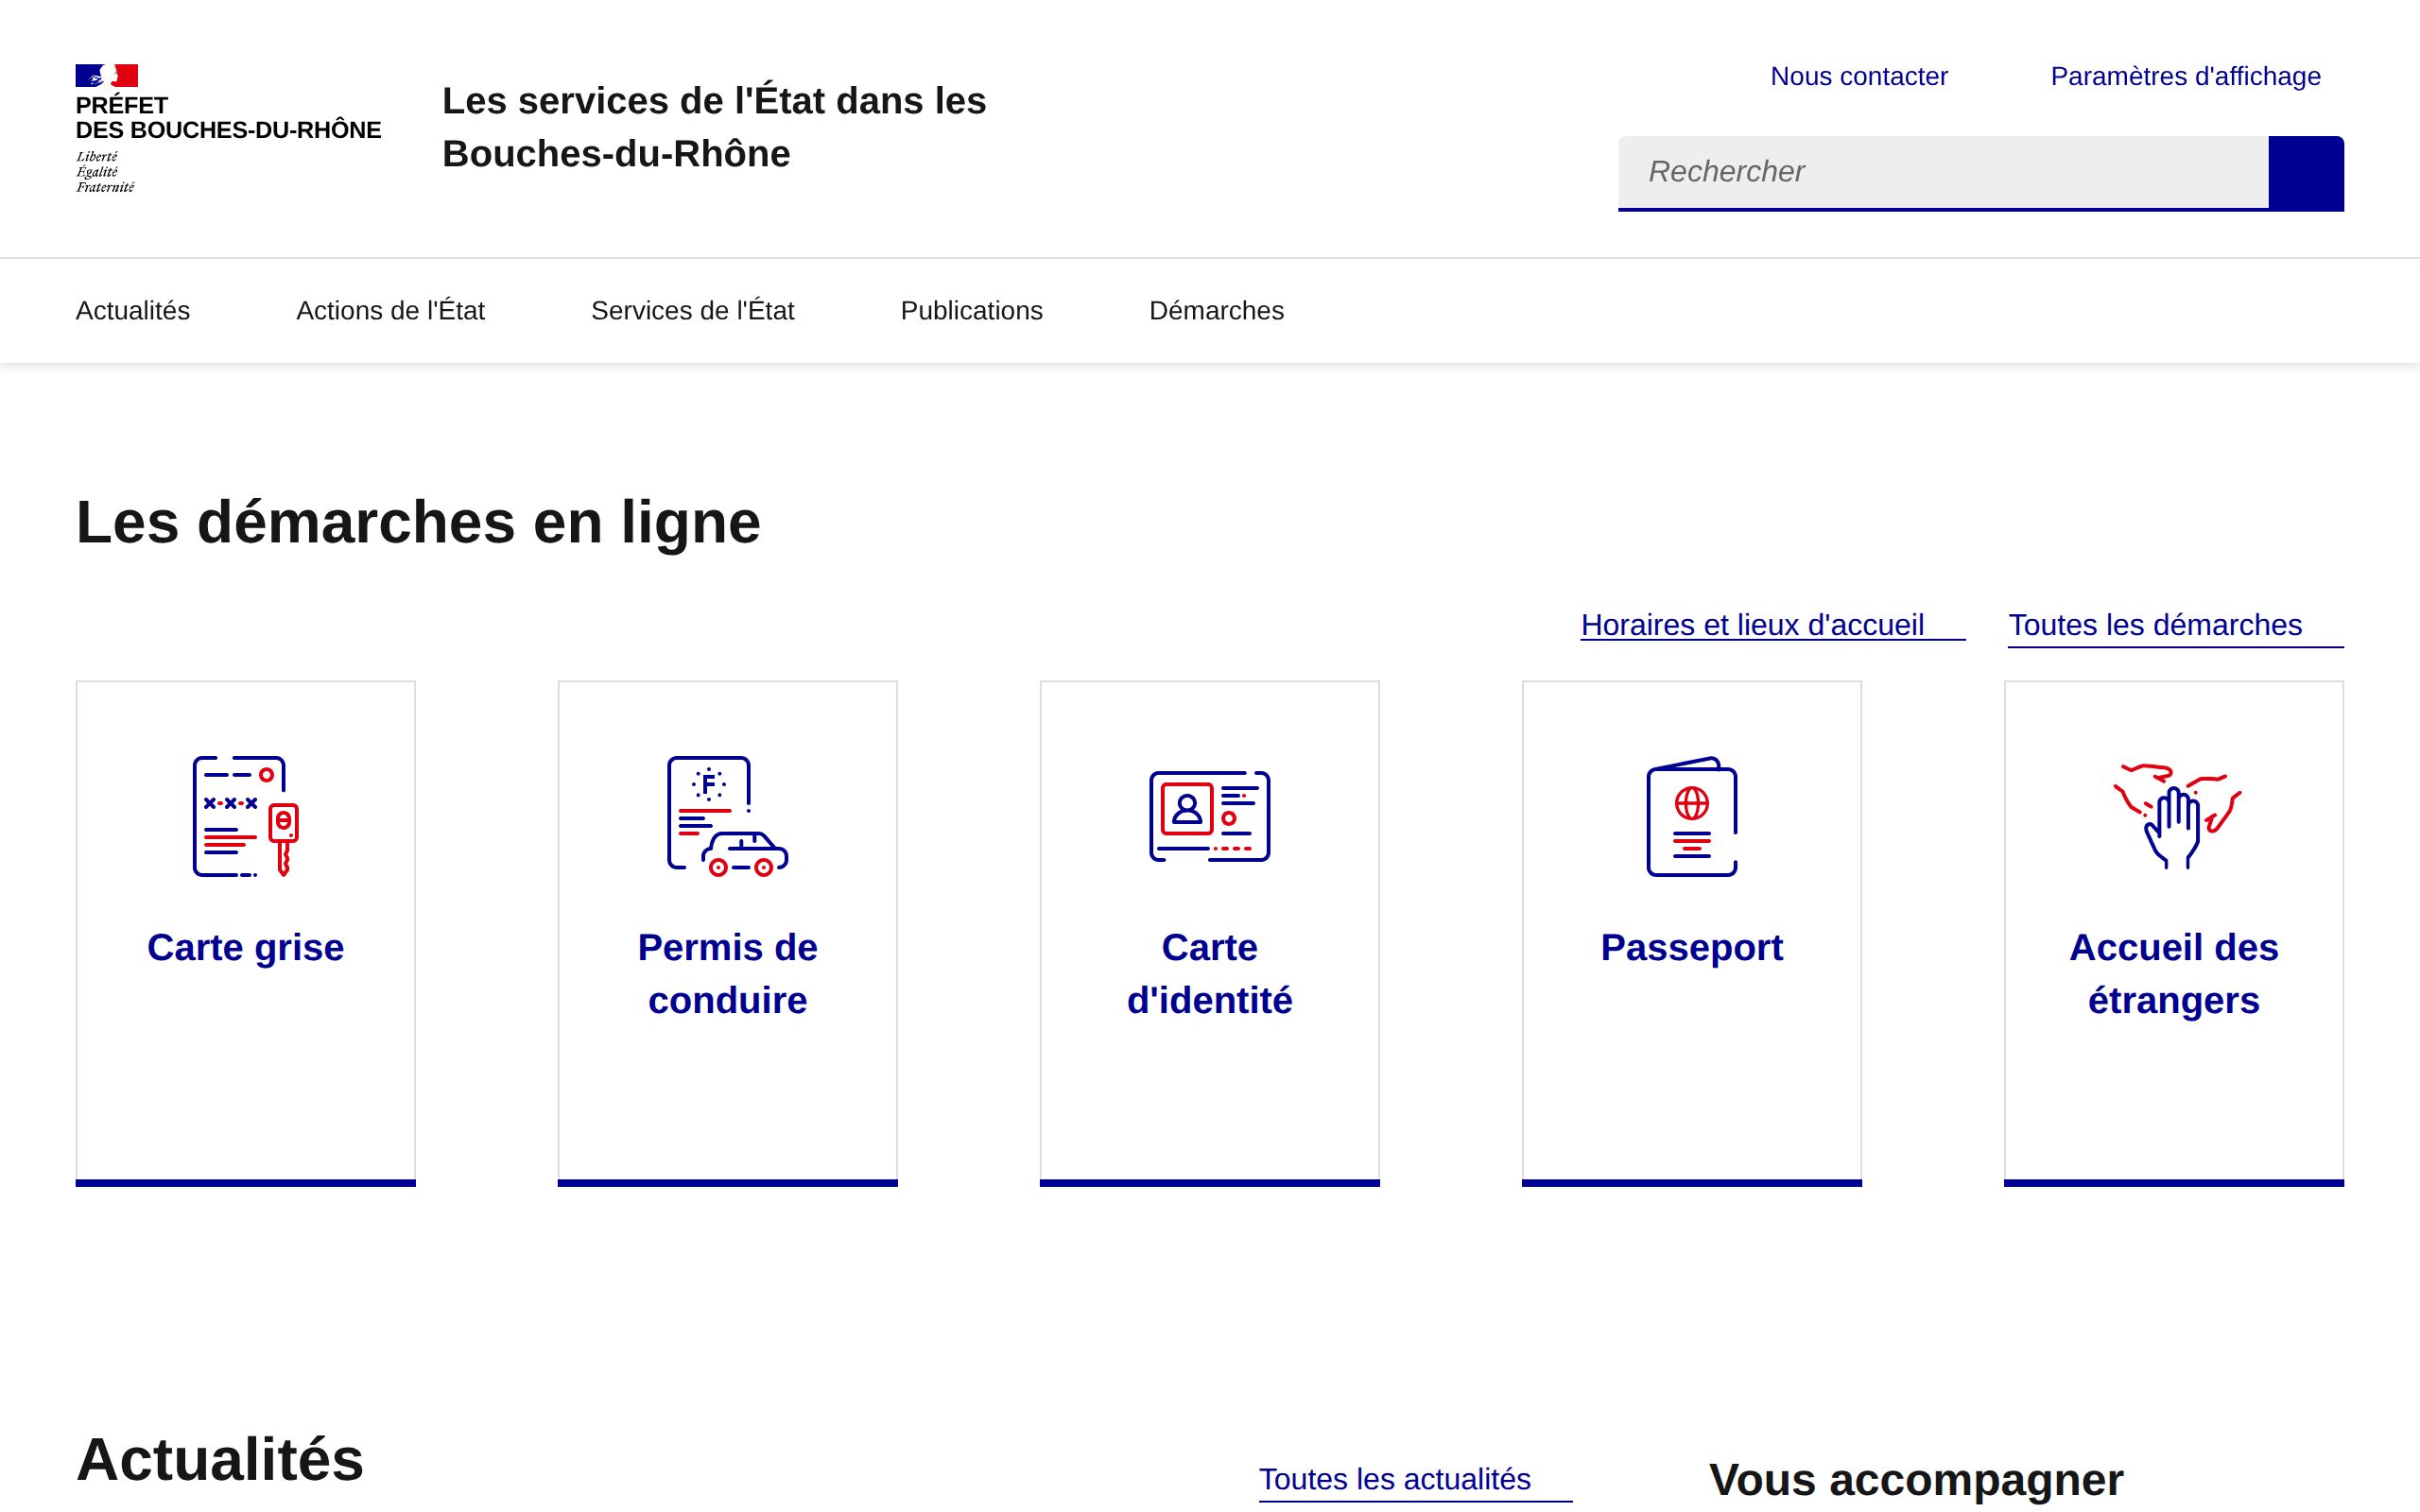 PRÉFET
DES BOUCHES-DU-RHÔNE
Liberté
Égalité
Fraternité
Les services de l'État dans les
Bouches-du-Rhône
Nous contacter
Paramètres d'affichage
Rechercher
Actualités
Actions de l'État
Services de l'État
Publications
Démarches
Les démarches en ligne
Horaires et lieux d'accueil
Toutes les démarches
F
Carte grise
Permis de
conduire
Carte
d'identité
Passeport
Accueil des
étrangers
Actualités
Toutes les actualités
Vous accompagner